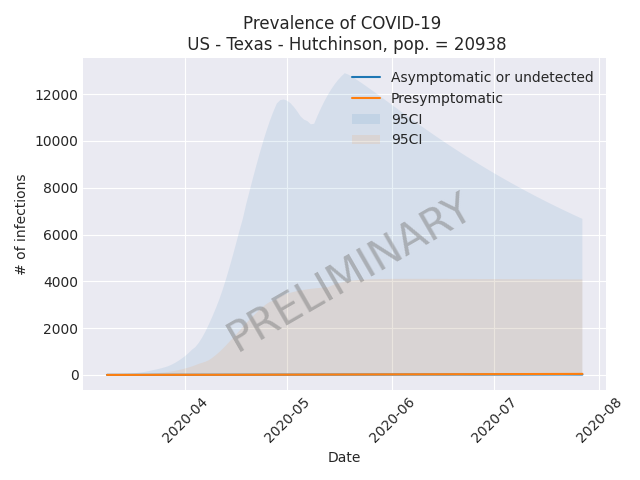 Prevalence of COVID-19
US - Texas - Hutchinson, pop. = 20938
Asymptomatic or undetected
Presymptomatic
95CI
95CI
12000
10000
8000
6000
4000
2000
0
# of infections
PRELIMINARY
2020-04
2020-05
2020-06
2020-07
2020-08
Date